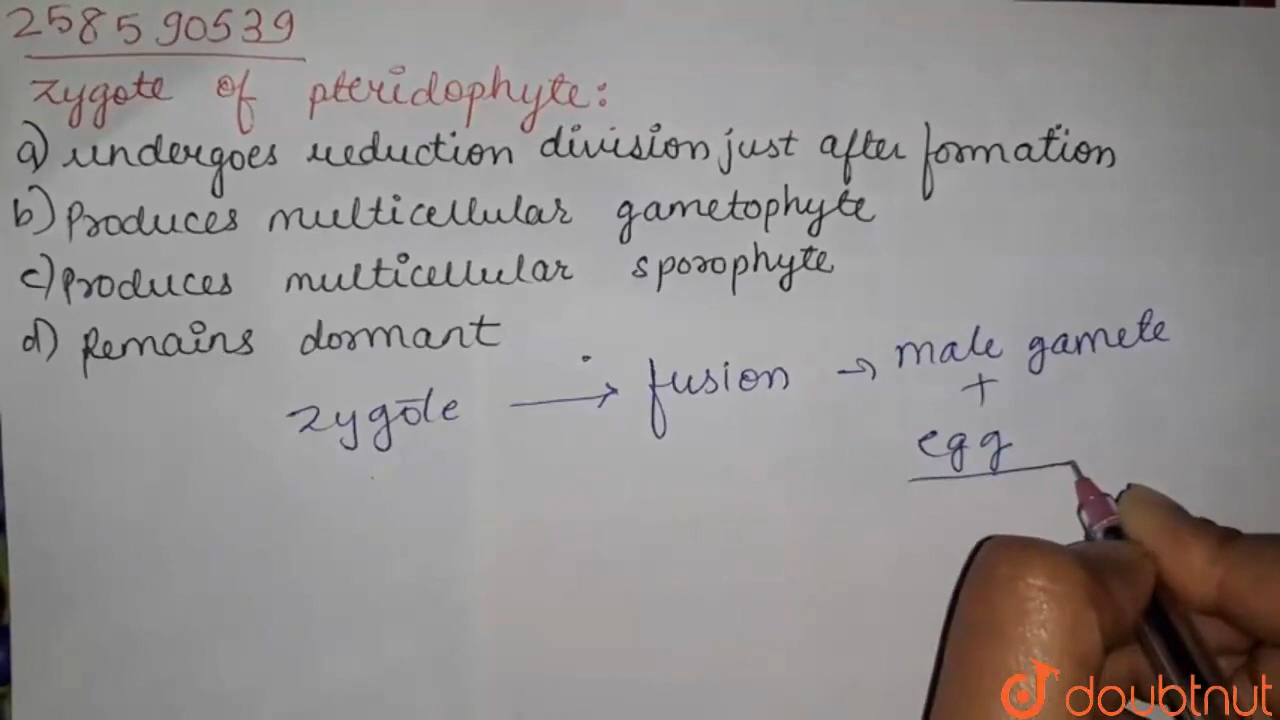 258590539
zygote of pteridophyte:
a) undergoes reduction division just after formation
b) Produces multicellular gametophyte
c) Produces multicellular sporophyte
d) Remains dormant
zygote → fusion → male gamete
+
egg
doubtnut